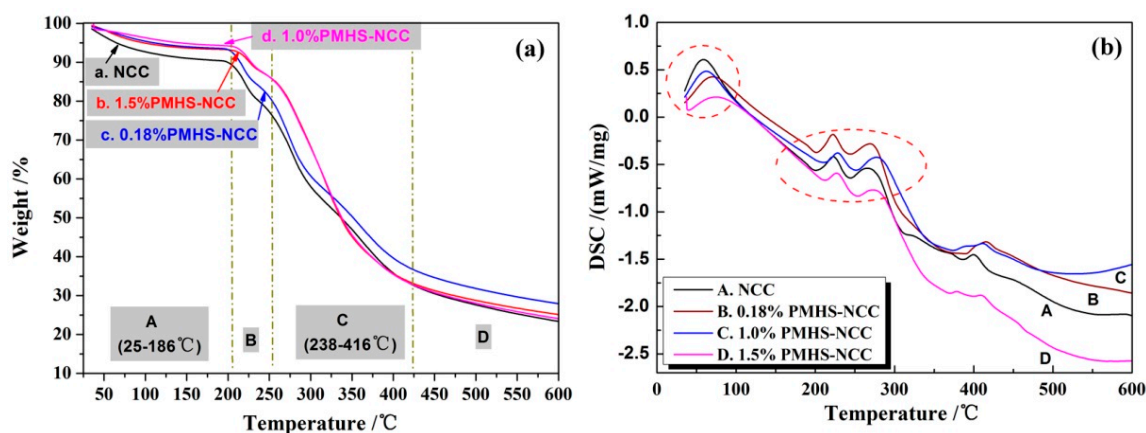 100
90
80
70
60
50
40
30
20
10
Weight /%
(a)
d. 1.0%PMHS-NCC
a. NCC
b. 1.5%PMHS-NCC
c. 0.18%PMHS-NCC
A
(25-186℃)
B
C
(238-416℃)
D
50 100 150 200 250 300 350 400 450 500 550 600
Temperature /℃
(b)
0.5
0.0
-0.5
-1.0
-1.5
-2.0
-2.5
DSC /(mW/mg)
A. NCC
B. 0.18% PMHS-NCC
C. 1.0% PMHS-NCC
D. 1.5% PMHS-NCC
C
B
A
D
0 100 200 300 400 500 600
Temperature /℃